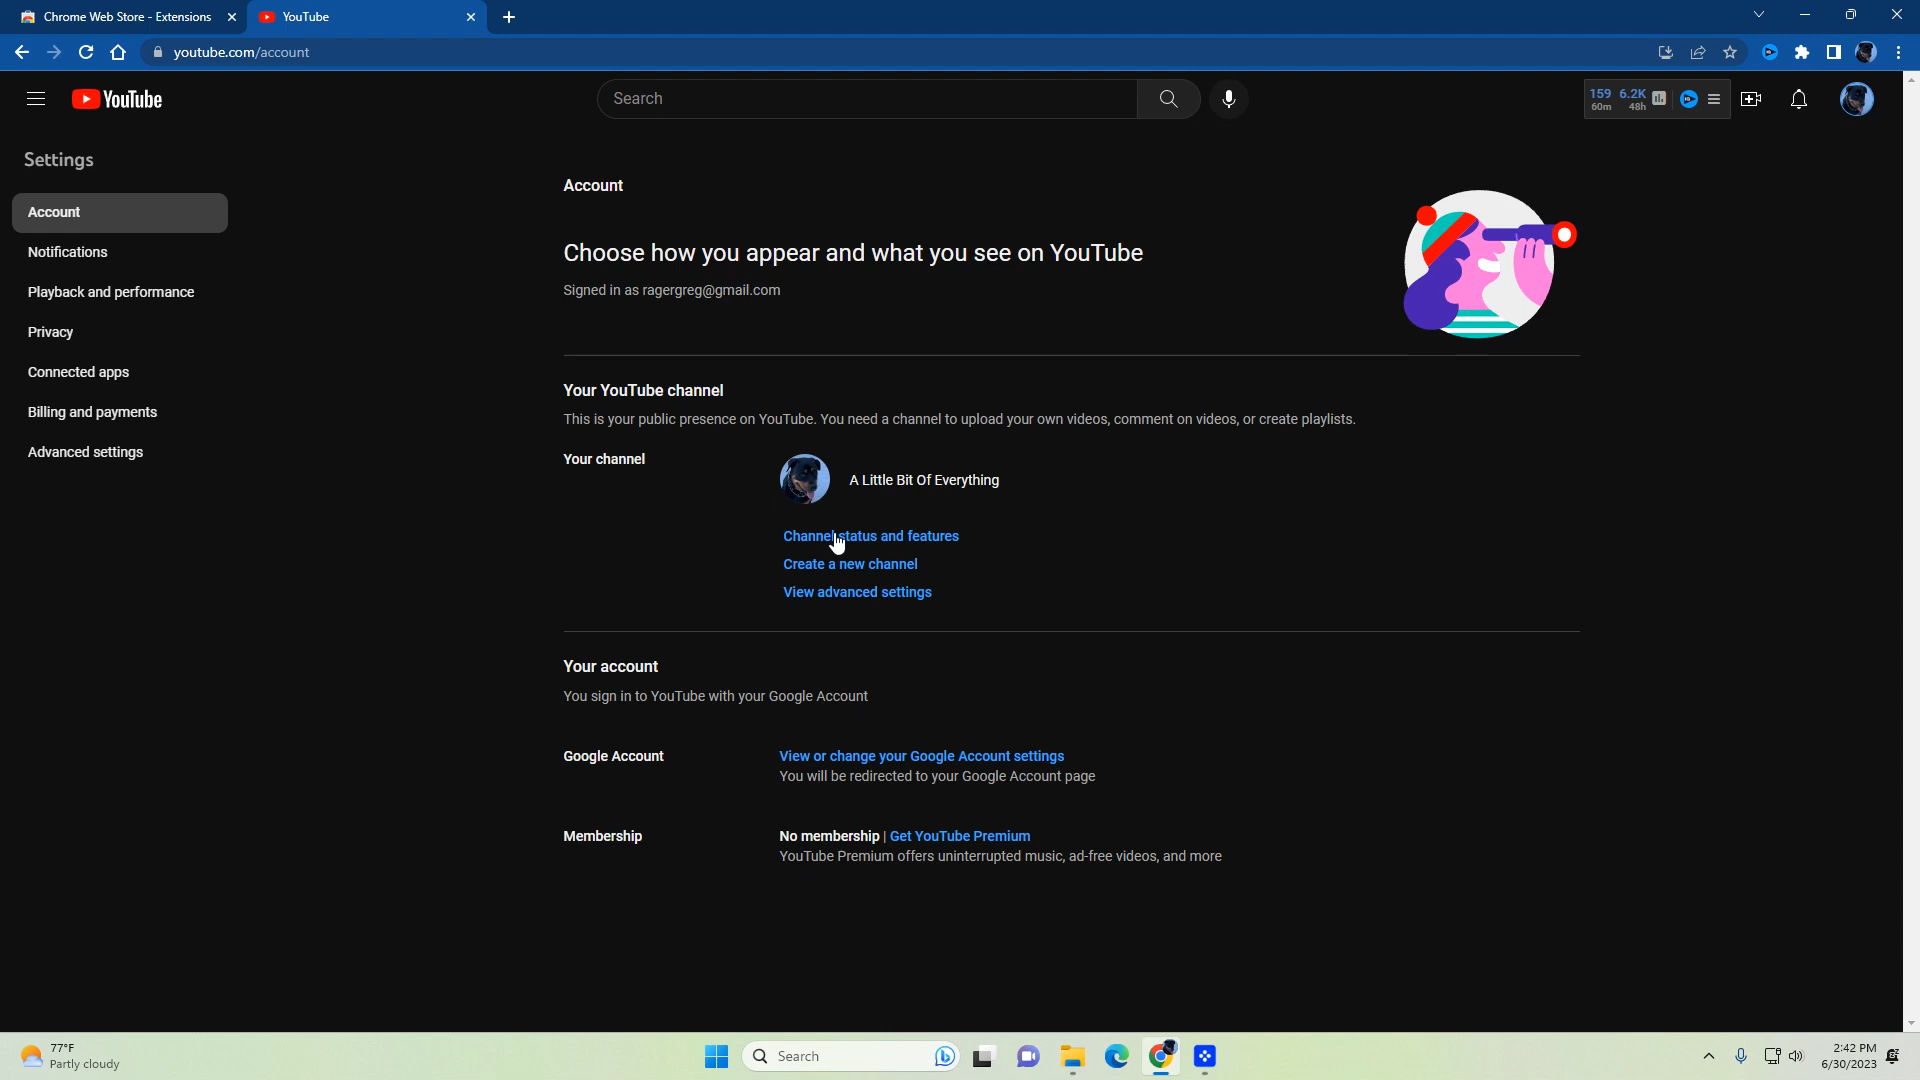 Chrome Web Store - Extensions
YouTube
youtube.com/account
YouTube
Search
159 6.2K
60m 48h
Settings
Account
Notifications
Playback and performance
Privacy
Connected apps
Billing and payments
Advanced settings
Account
Choose how you appear and what you see on YouTube
Signed in as ragergreg@gmail.com
Your YouTube channel
This is your public presence on YouTube. You need a channel to upload your own videos, comment on videos, or create playlists.
Your channel
A Little Bit Of Everything
Channel status and features
Create a new channel
View advanced settings
Your account
You sign in to YouTube with your Google Account
Google Account
View or change your Google Account settings
You will be redirected to your Google Account page
Membership
No membership | Get YouTube Premium
YouTube Premium offers uninterrupted music, ad-free videos, and more
77°F
Partly cloudy
Search
2:42 PM
6/30/2023